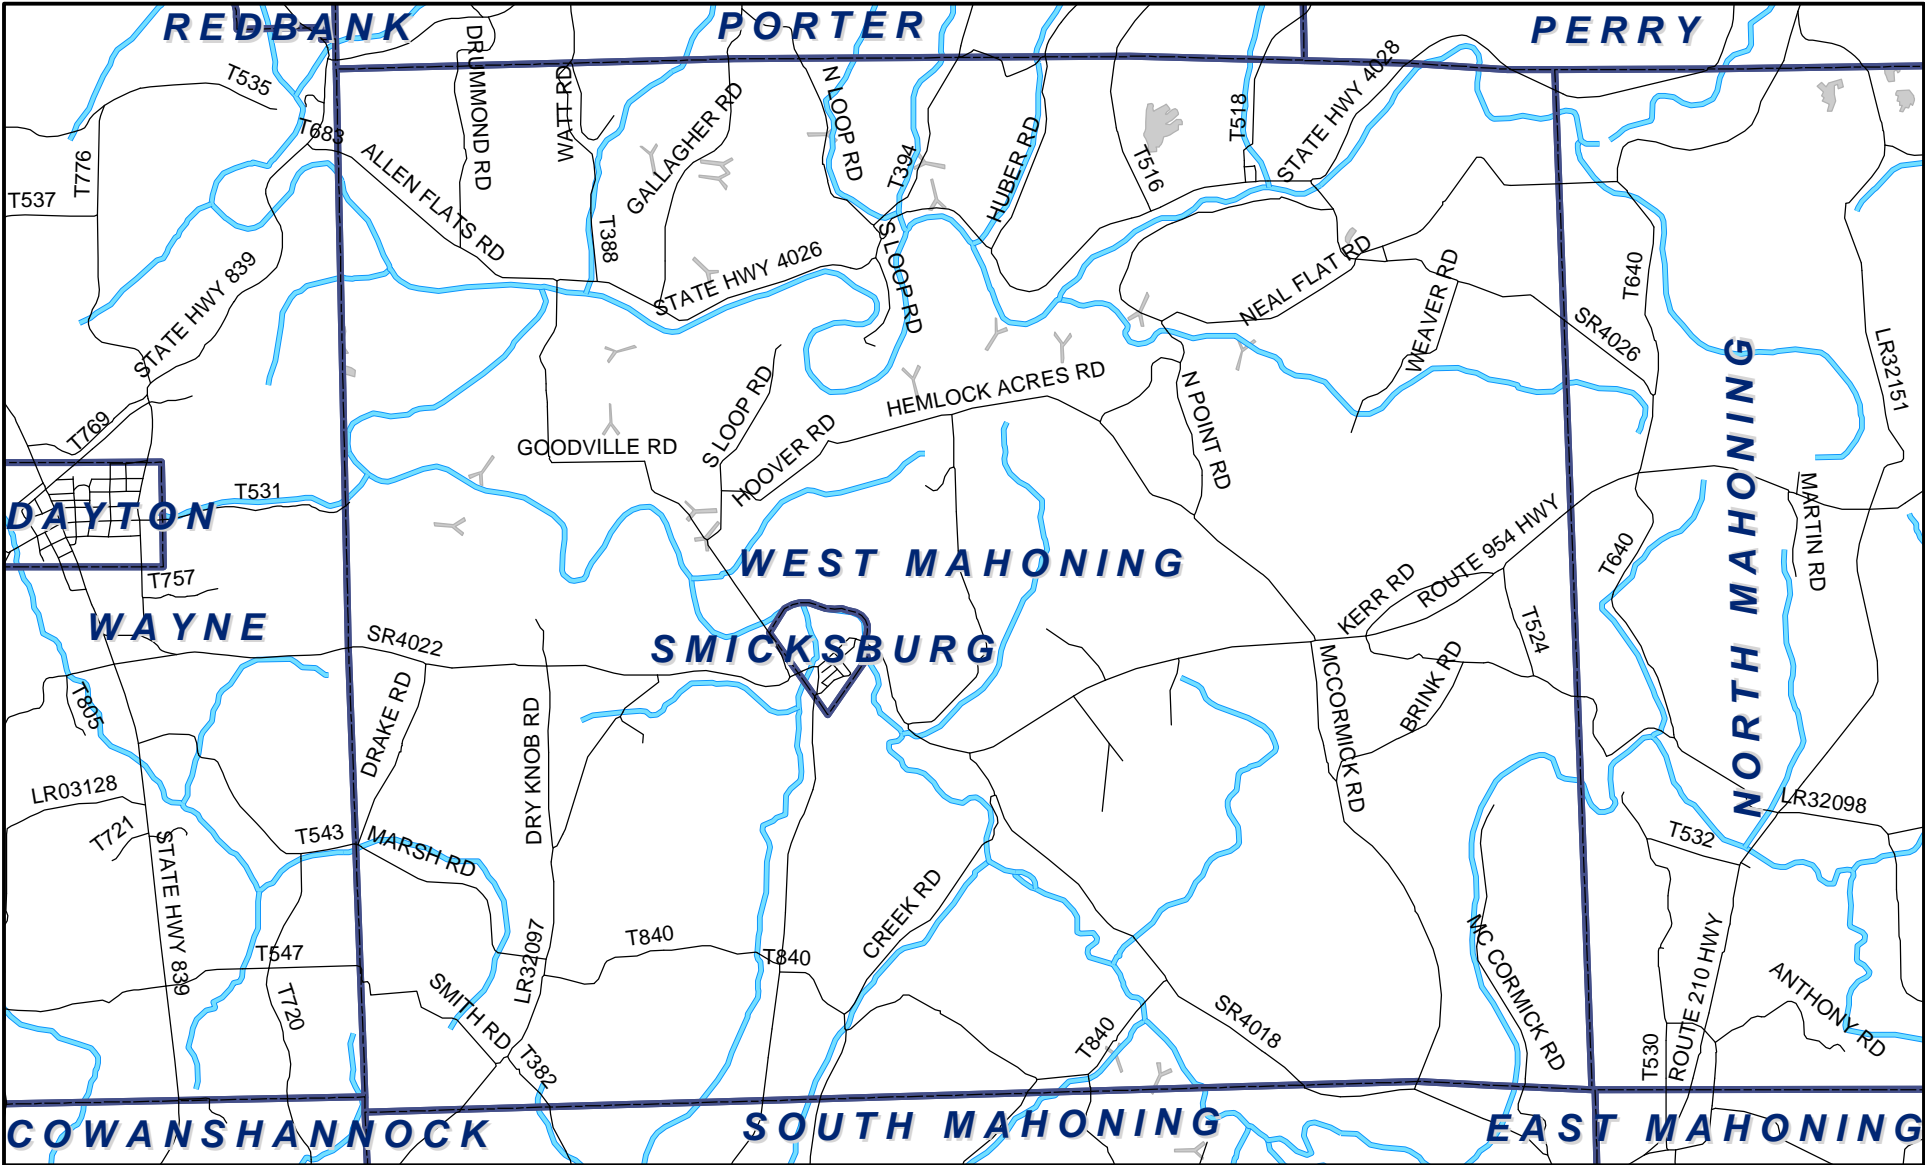 REDBANK
PORTER
PERRY
DRUMMOND RD
T535
WATT RD
GALLAGHER RD
N LOOP RD
STATE HWY 4028
T518
T683
T394
HUBER RD
T516
T776
ALLEN FLATS RD
T537
T388
S LOOP RD
STATE HWY 839
STATE HWY 4026
NEAL FLAT RD
WEAVER RD
T640
SR4026
LR32151
HEMLOCK ACRES RD
N POINT RD
S LOOP RD
HOOVER RD
T769
GOODVILLE RD
DAYTON
T531
WEST MAHONING
ROUTE 954 HWY
NORTH MAHONING
MARTIN RD
T757
KERR RD
T640
WAYNE
SR4022
SMICKSBURG
T524
T805
DRAKE RD
DRY KNOB RD
MCCORMICK RD
BRINK RD
LR03128
LR32098
T721
T543
MARSH RD
T532
STATE HWY 839
CREEK RD
T840
T840
T547
LR32097
MC CORMICK RD
ROUTE 2210 HWY
ANTHONY RD
T720
SMITH RD
T382
T840
SR4018
T530
COWANSHANNOCK
SOUTH MAHONING
EAST MAHONING